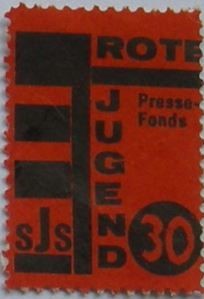 ROTE
JUGEND
Presse-
Fonds
sJs
30